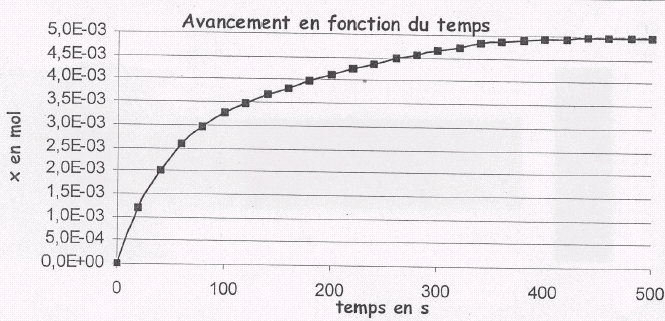 Avancement en fonction du temps
5,0E-03
4,5E-03
4,0E-03
3,5E-03
3,0E-03
2,5E-03
2,0E-03
1,5E-03
1,0E-03
5,0E-04
0,0E+00
x en mol
0 100 200 300 400 500
temps en s